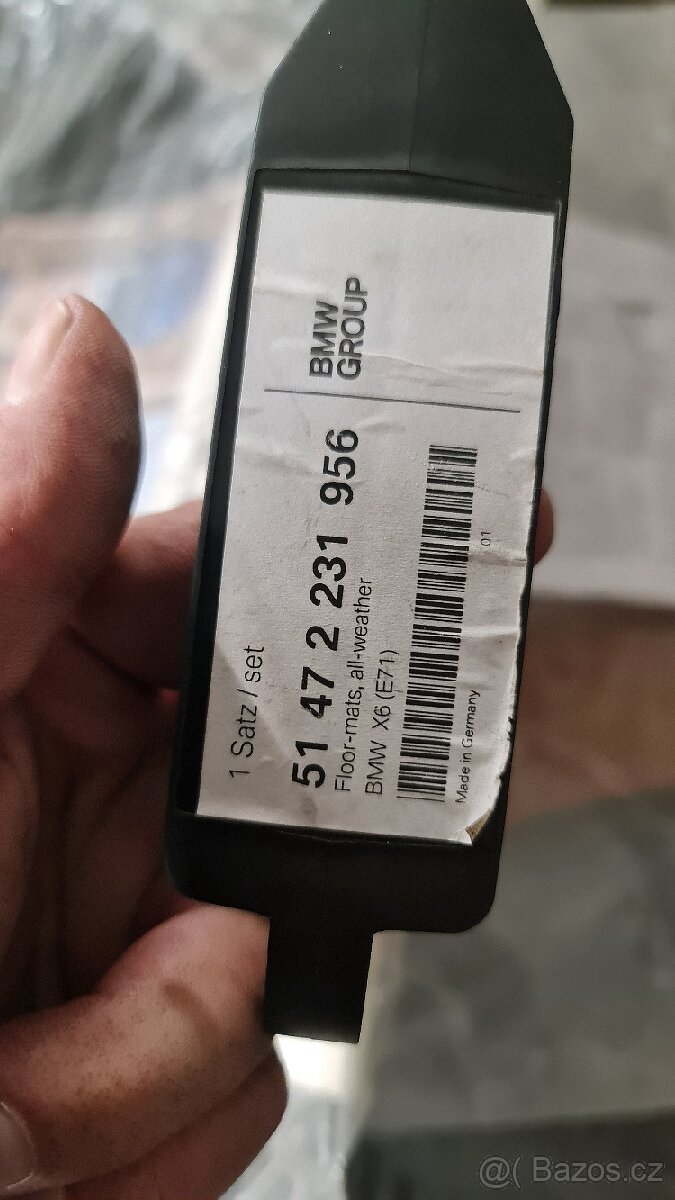 1 Satz / set
51 47 2 231 956
Floor-mats, all-weather
BMW X6 (E71)
01
Made in Germany
BMW
GROUP
@( Bazos.cz